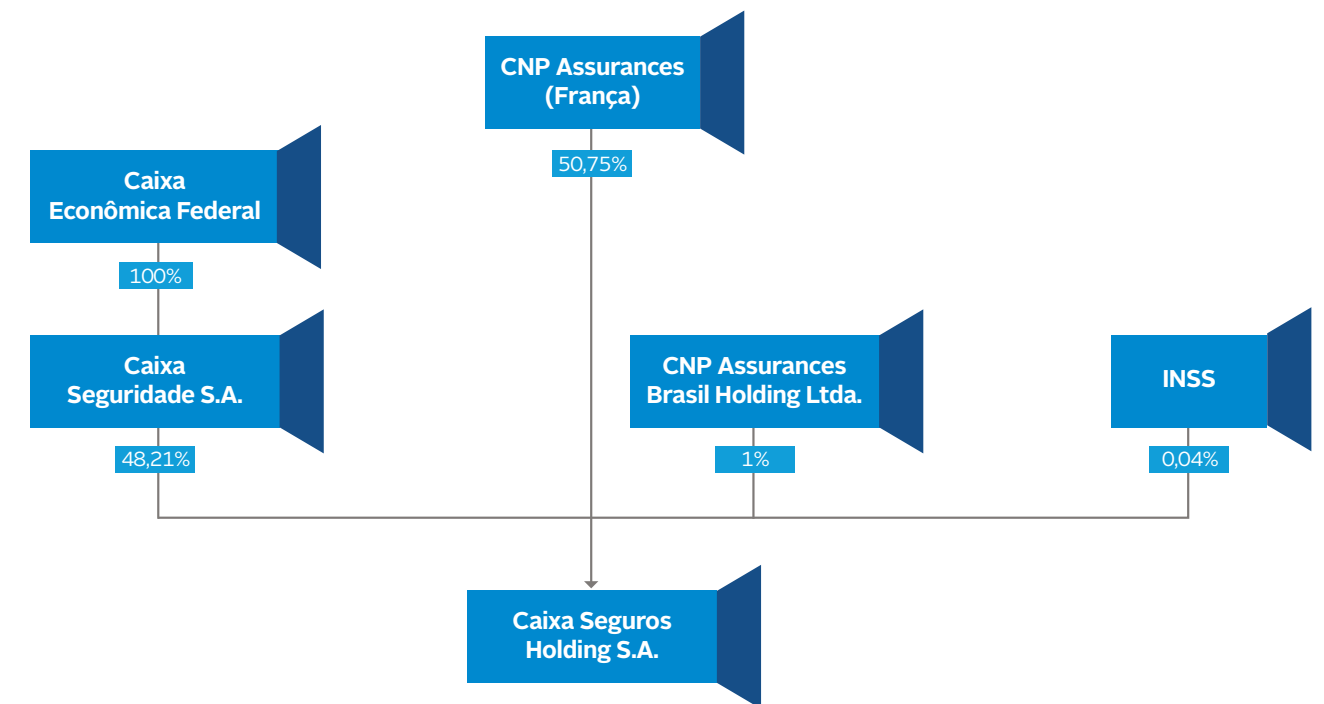 CNP Assurances
(França)
50,75%
Caixa
Econômica Federal
100%
Caixa
Seguridade S.A.
48,21%
CNP Assurances
Brasil Holding Ltda.
1%
INSS
0,04%
Caixa Seguros
Holding S.A.